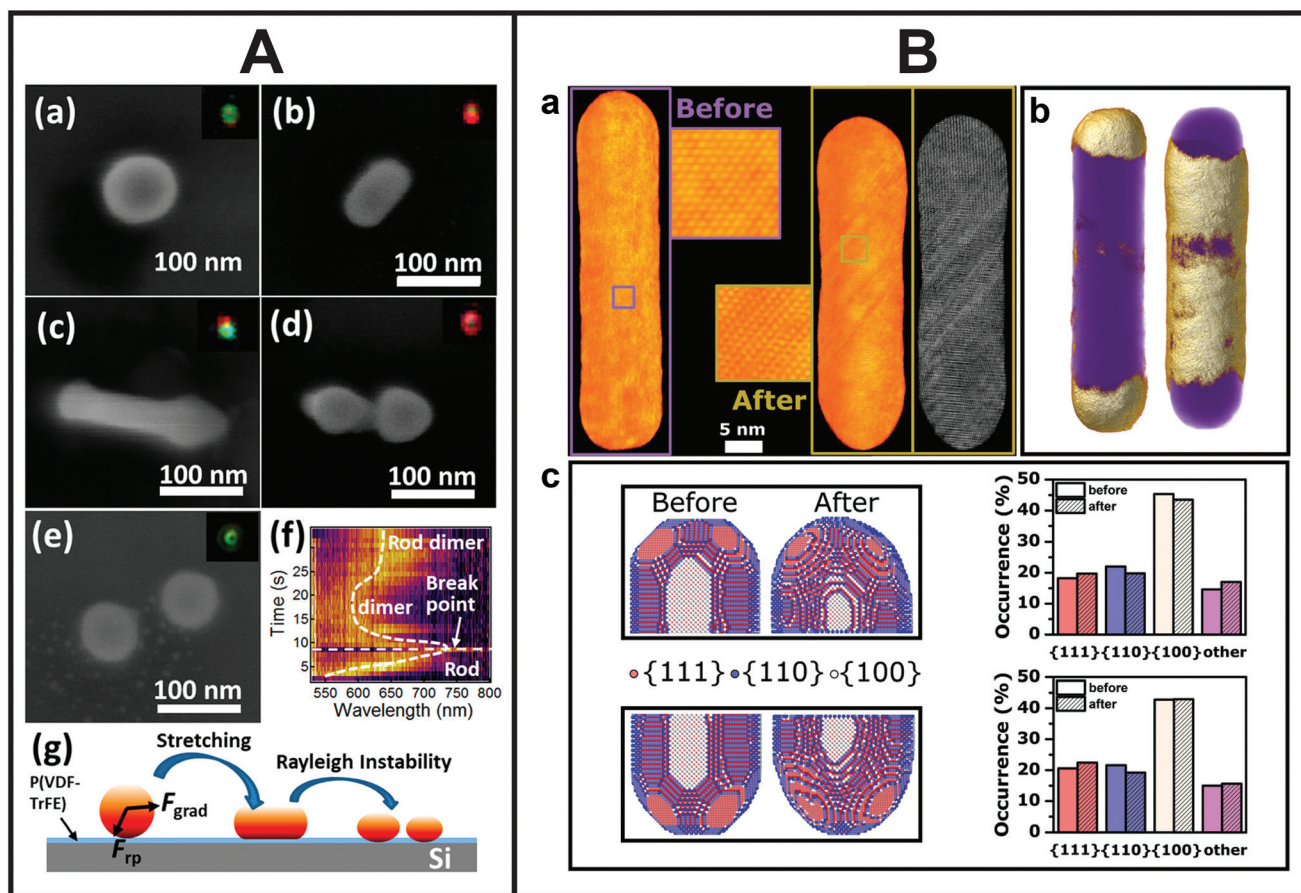 A
(a)
100 nm
(b)
100 nm
(c)
100 nm
(d)
100 nm
(e)
100 nm
(f)
Time (s)
25
20
15
10
5
Rod dimer
Break
point
dimer
Rod
550 600 650 700 750 800
Wavelength (nm)
(g)
Stretching
Rayleigh Instability
P(VDF-
TrFE)
Fgrad
Frp
Si
B
a
Before
After
5 nm
b
c
Before
After
{111} {110} {100}
Occurrence (%)
50
40
30
20
10
0
before
after
{111} {110} {100} other
Occurrence (%)
50
40
30
20
10
0
before
after
{111} {110} {100} other